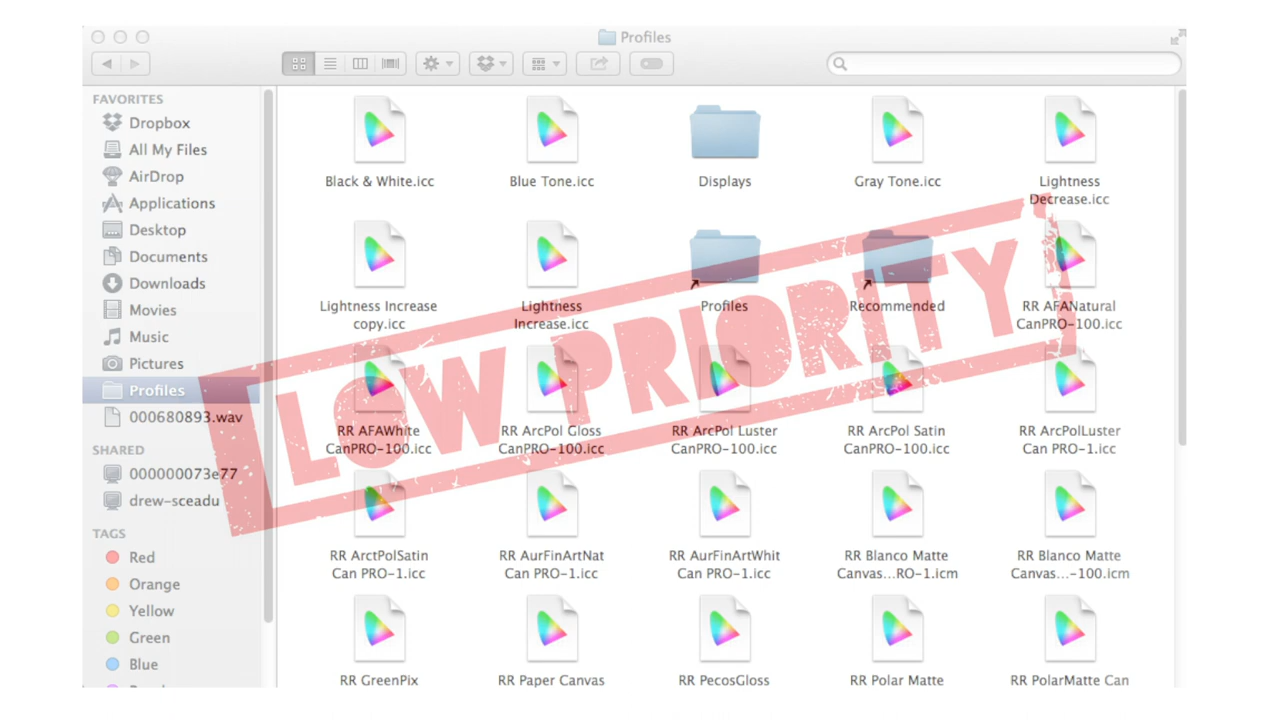 Profiles
FAVORITES
Dropbox
All My Files
AirDrop
Applications
Desktop
Documents
Downloads
Movies
Music
Pictures
Profiles
000680893.wav
SHARED
000000073e77
drew-sceadu
TAGS
Red
Orange
Yellow
Green
Blue
Black & White.icc
Blue Tone.icc
Displays
Gray Tone.icc
Lightness
Decrease.icc
Lightness Increase
copy.icc
Lightness
Increase.icc
Profiles
Recommended
RR AFANatural
CanPRO-100.icc
RR AFAWhite
CanPRO-100.icc
RR ArcPol Gloss
CanPRO-100.icc
RR ArcPol Luster
CanPRO-100.icc
RR ArcPol Satin
CanPRO-100.icc
RR ArcPolLuster
Can PRO-1.icc
RR ArctPolSatin
Can PRO-1.icc
RR AurFinArtNat
Can PRO-1.icc
RR AurFinArtWhit
Can PRO-1.icc
RR Blanco Matte
Canvas...RO-1.icm
RR Blanco Matte
Canvas...-100.icm
RR GreenPix
RR Paper Canvas
RR PecosGloss
RR Polar Matte
RR PolarMatte Can
LOW PRIORITY